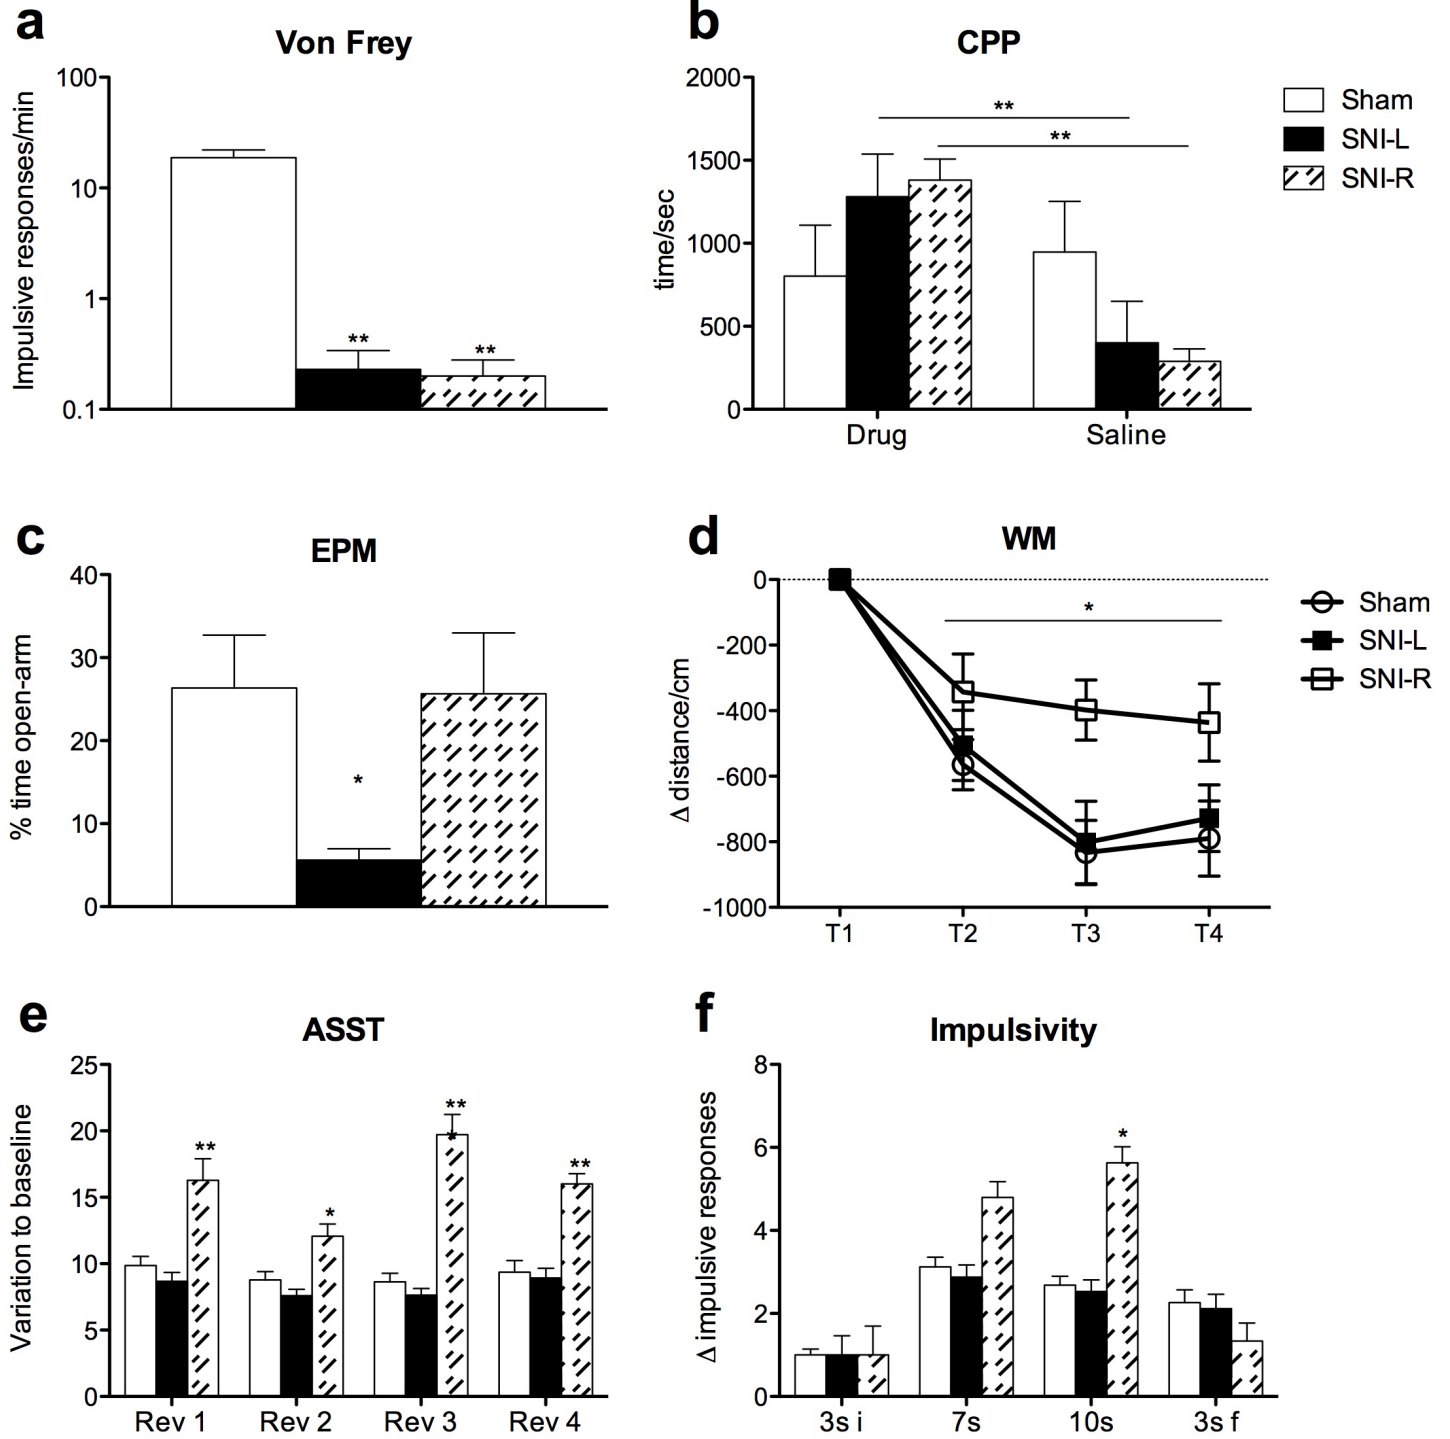 a
Von Frey
Impulsive responses/min
100
10
1
0.1
**
**
b
CPP
time/sec
2000
1500
1000
500
0
**
**
Drug
Saline
Sham
SNI-L
SNI-R
c
EPM
% time open-arm
40
30
20
10
0
*
d
WM
Δ distance/cm
0
-200
-400
-600
-800
-1000
*
T1
T2
T3
T4
Sham
SNI-L
SNI-R
e
ASST
Variation to baseline
25
20
15
10
5
0
**
*
**
*
**
Rev 1
Rev 2
Rev 3
Rev 4
f
Impulsivity
Δ impulsive responses
8
6
4
2
0
*
3s i
7s
10s
3s f